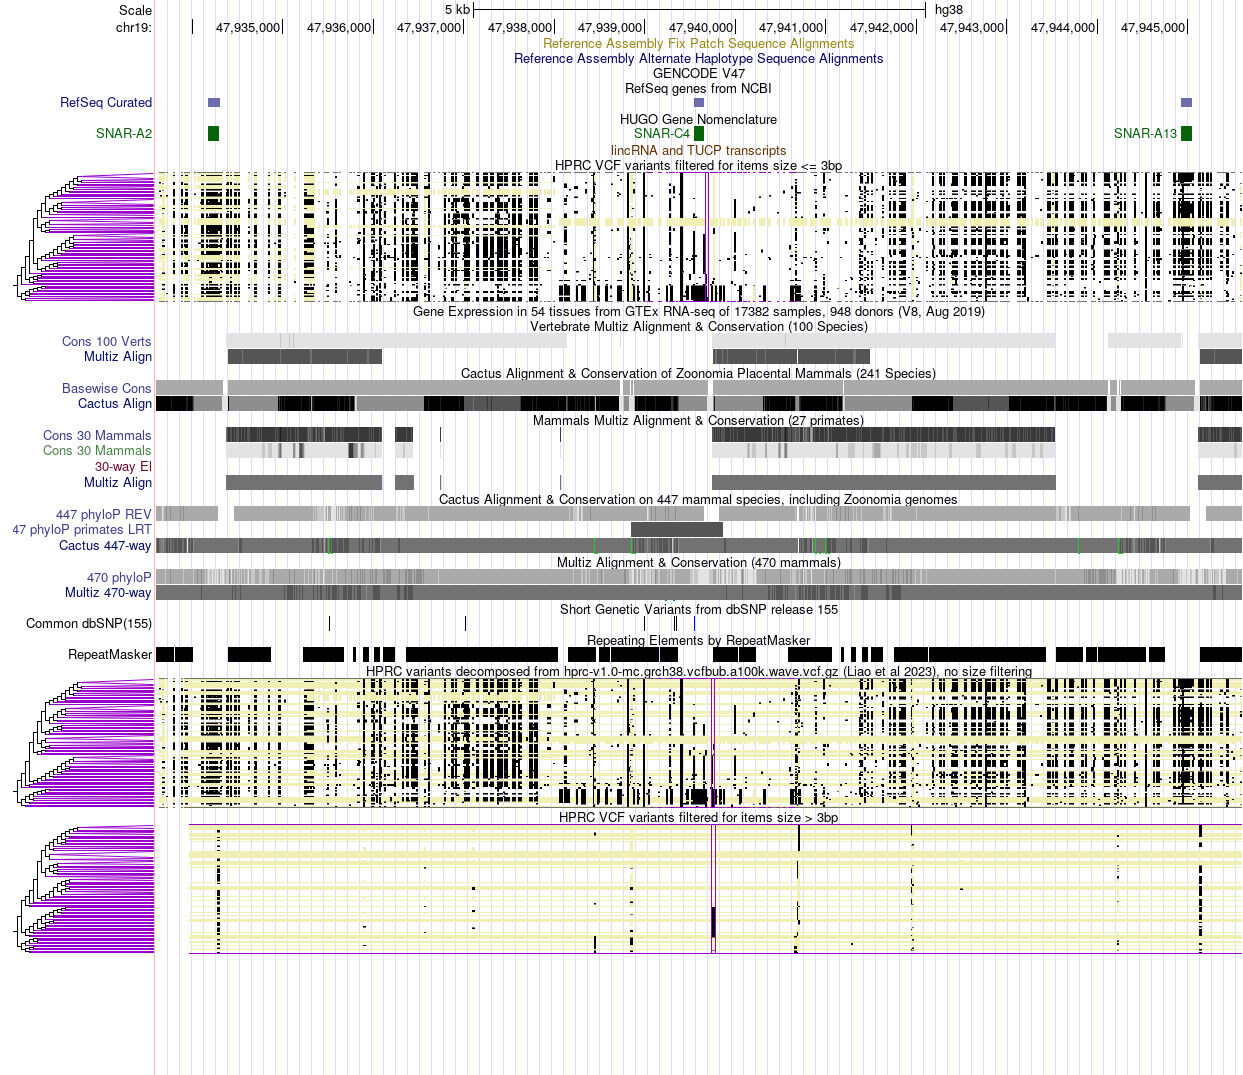 Scale 5 kb hg38
chr19: 47,935,000 47,936,000 47,937,000 47,938,000 47,939,000 47,940,000 47,941,000 47,942,000 47,943,000 47,944,000 47,945,000
Reference Assembly Fix Patch Sequence Alignments
Reference Assembly Alternate Haplotype Sequence Alignments
GENCODE V47
RefSeq genes from NCBI
RefSeq Curated
HUGO Gene Nomenclature
SNAR-A2 SNAR-C4 SNAR-A13
lincRNA and TUCP transcripts
HPRC VCF variants filtered for items size <= 3bp
Gene Expression in 54 tissues from GTEx RNA-seq of 17382 samples, 948 donors (V8, Aug 2019)
Vertebrate Multiz Alignment & Conservation (100 Species)
Cons 100 Verts
Multiz Align
Cactus Alignment & Conservation of Zoonomia Placental Mammals (241 Species)
Basewise Cons
Cactus Align
Mammals Multiz Alignment & Conservation (27 primates)
Cons 30 Mammals
Cons 30 Mammals
30-way El
Multiz Align
Cactus Alignment & Conservation on 447 mammal species, including Zoonomia genomes
447 phyloP REV
47 phyloP primates LRT
Cactus 447-way
Multiz Alignment & Conservation (470 mammals)
470 phyloP
Multiz 470-way
Short Genetic Variants from dbSNP release 155
Common dbSNP(155)
Repeating Elements by RepeatMasker
RepeatMasker
HPRC variants decomposed from hprc-v1.0-mc.grch38.vcfbub.a100k.wave.vcf.gz (Liao et al 2023), no size filtering
HPRC VCF variants filtered for items size > 3bp